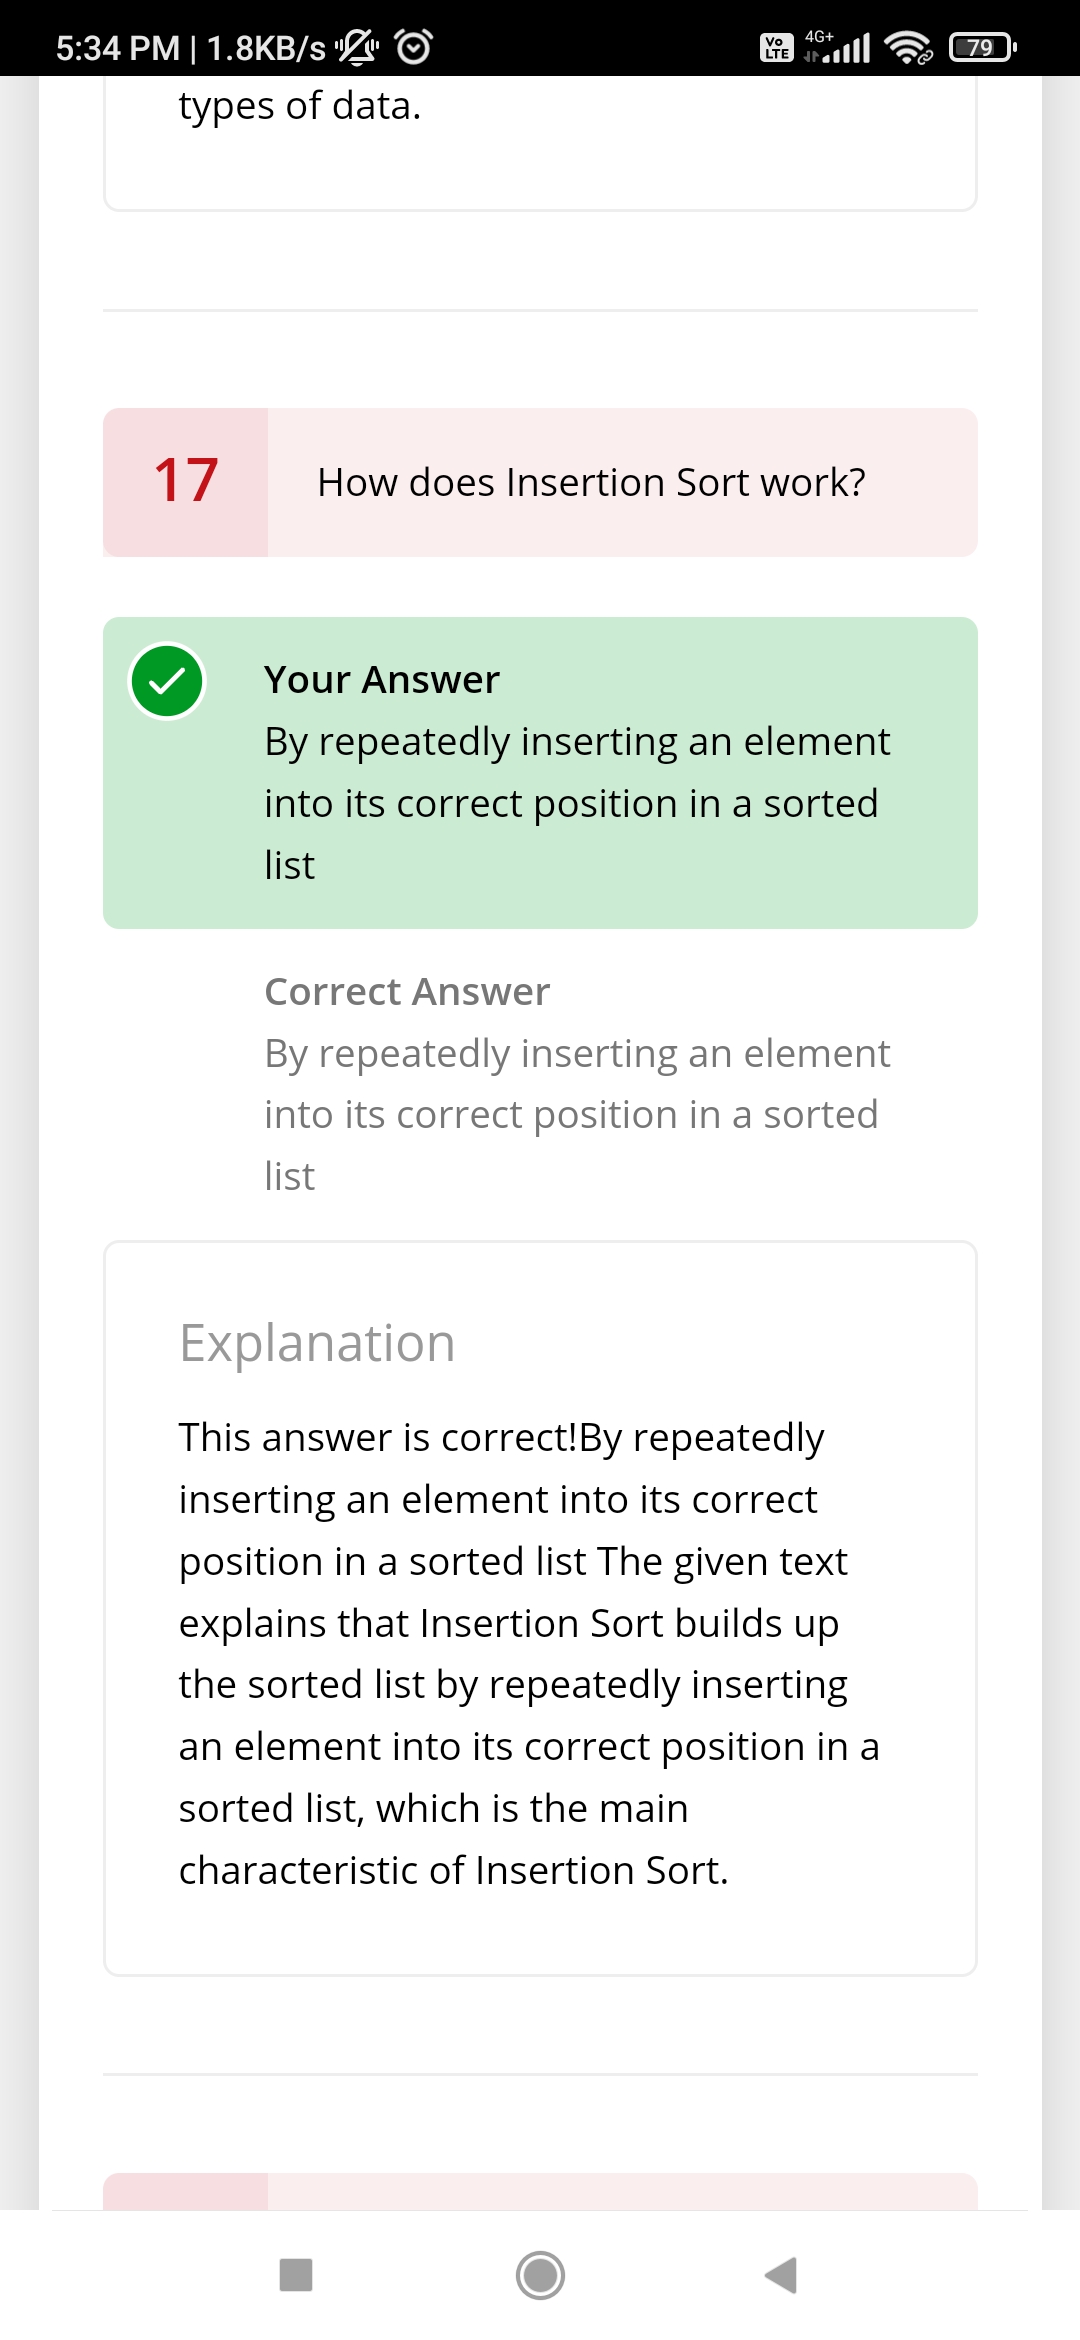 5:34 PM | 1.8KB/s
Vo LTE 4G+ 79
types of data.
17 How does Insertion Sort work?
Your Answer
By repeatedly inserting an element
into its correct position in a sorted
list
Correct Answer
By repeatedly inserting an element
into its correct position in a sorted
list
Explanation
This answer is correct!By repeatedly
inserting an element into its correct
position in a sorted list The given text
explains that Insertion Sort builds up
the sorted list by repeatedly inserting
an element into its correct position in a
sorted list, which is the main
characteristic of Insertion Sort.